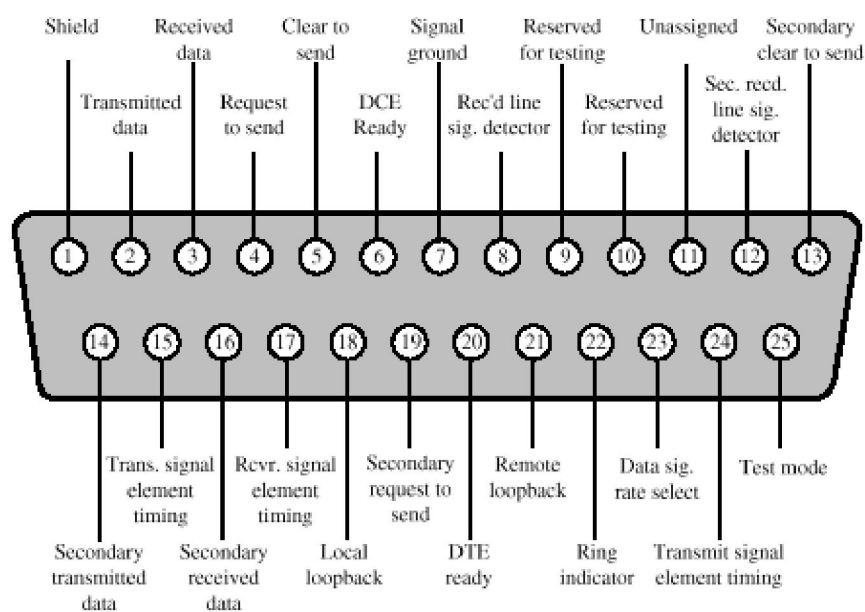 Shield
Received
data
Clear to
send
Signal
ground
Reserved
for testing
Unassigned
Secondary
clear to send
Transmitted
data
Request
to send
DCE
Ready
Rec'd line
sig. detector
Reserved
for testing
Sec. recd.
line sig.
detector
1 2 3 4 5 6 7 8 9 10 11 12 13
14 15 16 17 18 19 20 21 22 23 24 25
Trans. signal
element
timing
Rcvr. signal
element
timing
Secondary
request to
send
Remote
loopback
Data sig.
rate select
Test mode
Secondary
transmitted
data
Secondary
received
data
Local
loopback
DTE
ready
Ring
indicator
Transmit signal
element timing